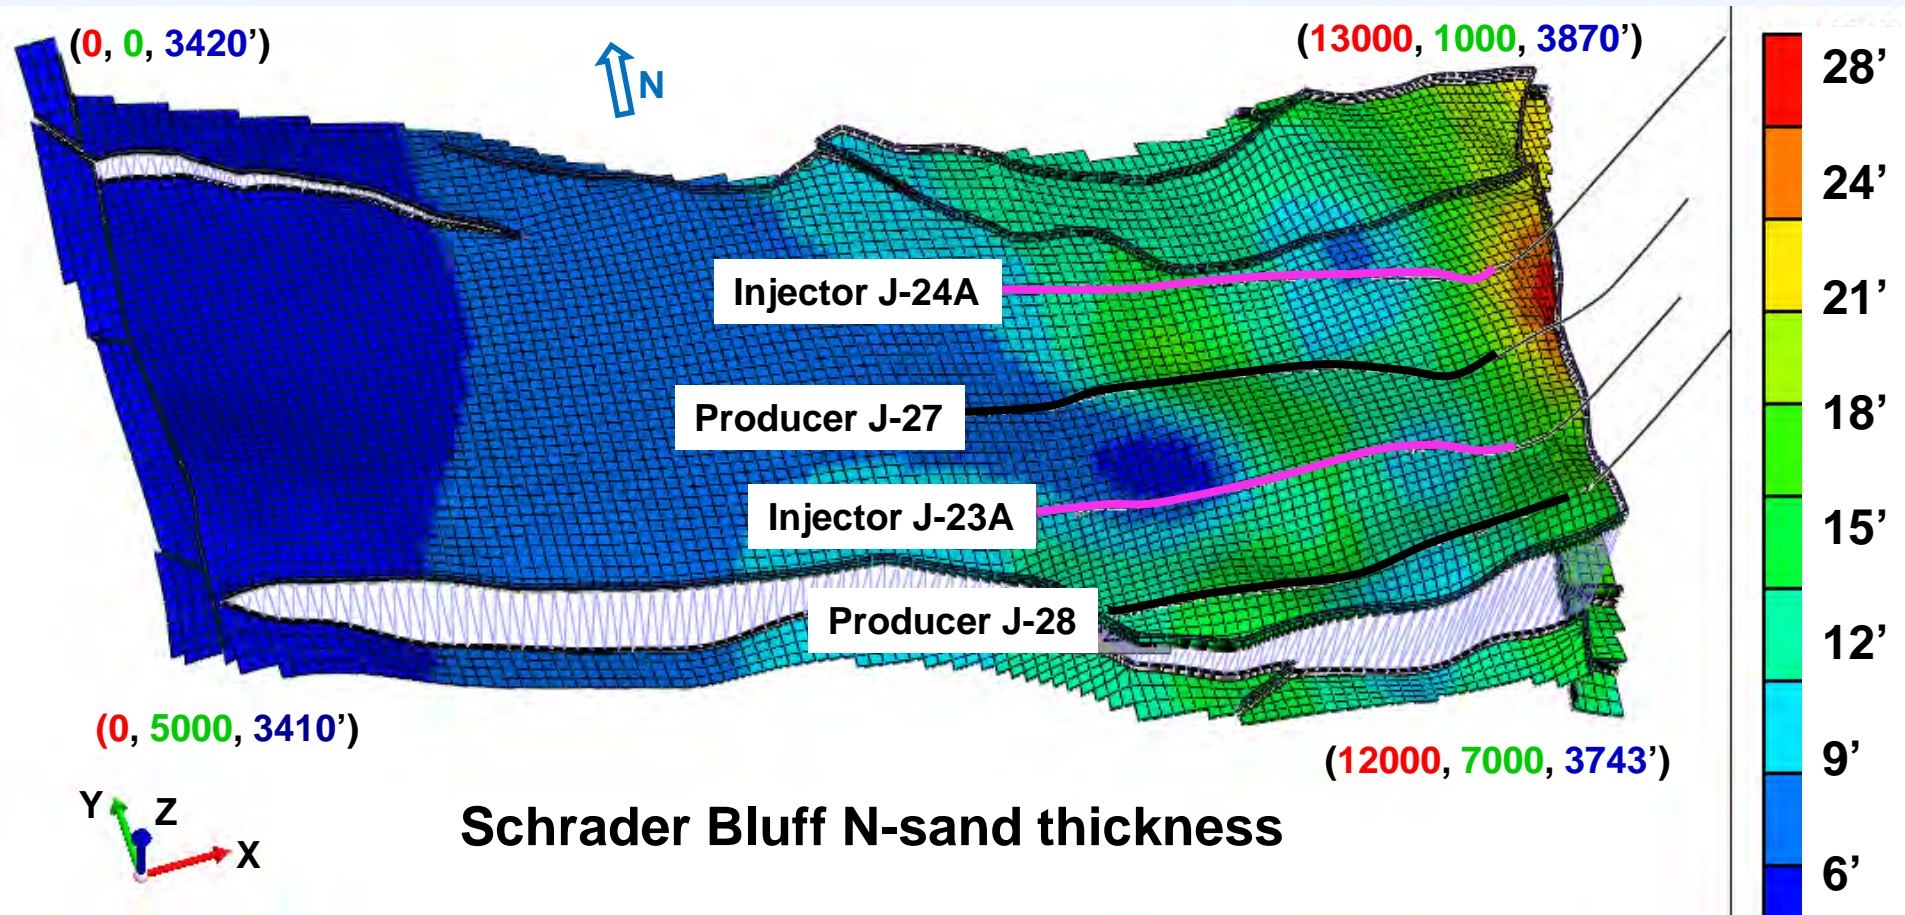 (0, 0, 3420’)
(13000, 1000, 3870’)
N
28’
24’
21’
18’
15’
12’
9’
6’
Injector J-24A
Producer J-27
Injector J-23A
Producer J-28
(0, 5000, 3410’)
(12000, 7000, 3743’)
Y
Z
X
Schrader Bluff N-sand thickness